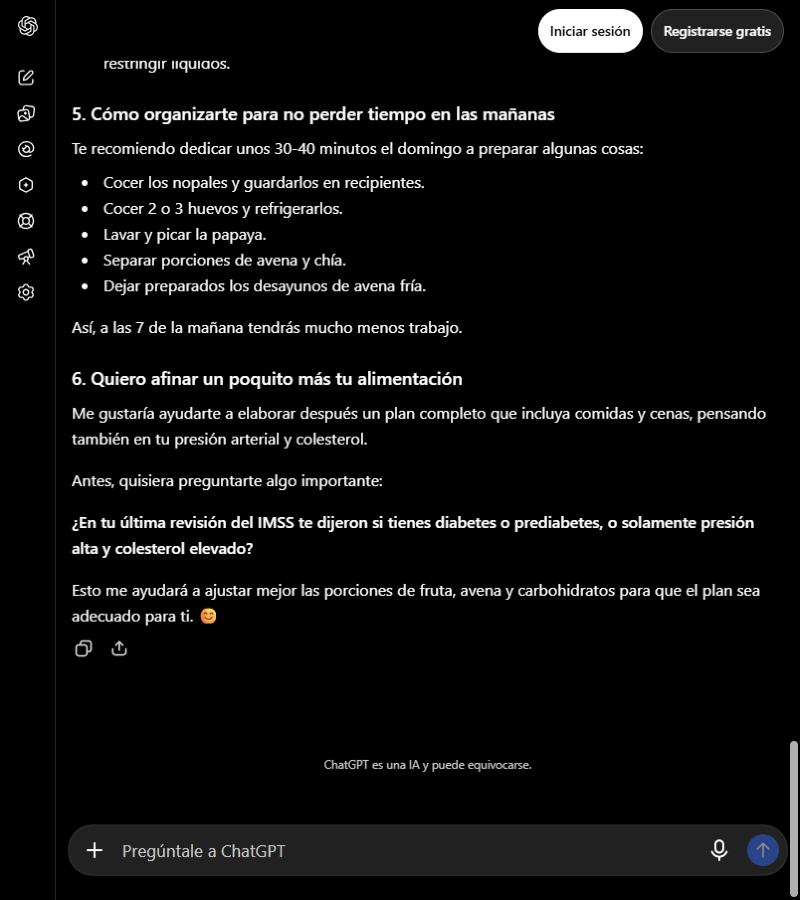 Iniciar sesión
Registrarse gratis
restringir líquidos.
5. Cómo organizarte para no perder tiempo en las mañanas
Te recomiendo dedicar unos 30-40 minutos el domingo a preparar algunas cosas:
• Cocer los nopales y guardarlos en recipientes.
• Cocer 2 o 3 huevos y refrigerarlos.
• Lavar y picar la papaya.
• Separar porciones de avena y chía.
• Dejar preparados los desayunos de avena fría.
Así, a las 7 de la mañana tendrás mucho menos trabajo.
6. Quiero afinar un poquito más tu alimentación
Me gustaría ayudarte a elaborar después un plan completo que incluya comidas y cenas, pensando
también en tu presión arterial y colesterol.
Antes, quisiera preguntarte algo importante:
¿En tu última revisión del IMSS te dijeron si tienes diabetes o prediabetes, o solamente presión
alta y colesterol elevado?
Esto me ayudará a ajustar mejor las porciones de fruta, avena y carbohidratos para que el plan sea
adecuado para ti. 😊
ChatGPT es una IA y puede equivocarse.
Pregúntale a ChatGPT